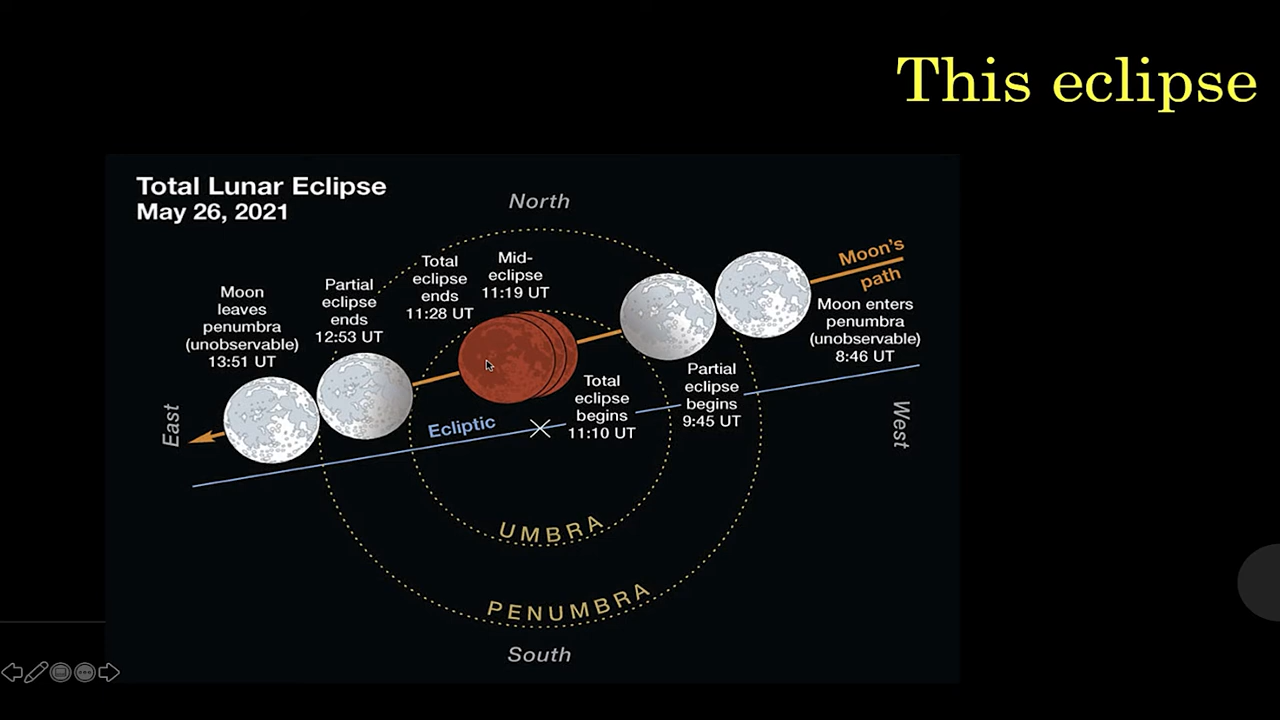 This eclipse
Total Lunar Eclipse
May 26, 2021
North
Moon's
path
Mid-
eclipse
11:19 UT
Total
eclipse
ends
11:28 UT
Partial
eclipse
ends
12:53 UT
Moon
leaves
penumbra
(unobservable)
13:51 UT
Moon enters
penumbra
(unobservable)
8:46 UT
Partial
eclipse
begins
9:45 UT
Total
eclipse
begins
11:10 UT
East
Ecliptic
West
UMBRA
PENUMBRA
South